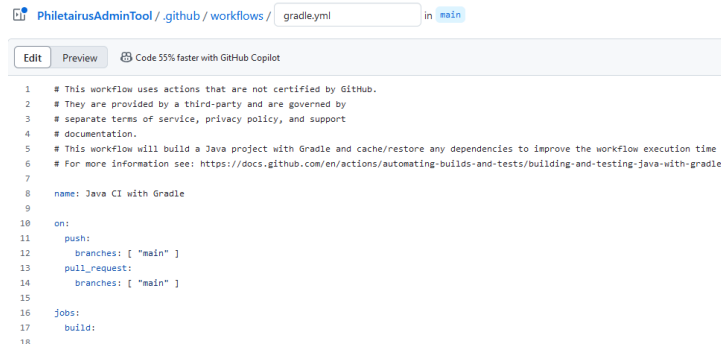 PhiletairusAdminTool / .github / workflows / gradle.yml in main
Edit Preview Code 55% faster with GitHub Copilot
1 # This workflow uses actions that are not certified by GitHub.
2 # They are provided by a third-party and are governed by
3 # separate terms of service, privacy policy, and support
4 # documentation.
5 # This workflow will build a Java project with Gradle and cache/restore any dependencies to improve the workflow execution time
6 # For more information see: https://docs.github.com/en/actions/automating-builds-and-tests/building-and-testing-java-with-gradle
7
8 name: Java CI with Gradle
9
10 on:
11 push:
12 branches: [ "main" ]
13 pull_request:
14 branches: [ "main" ]
15
16 jobs:
17 build:
18